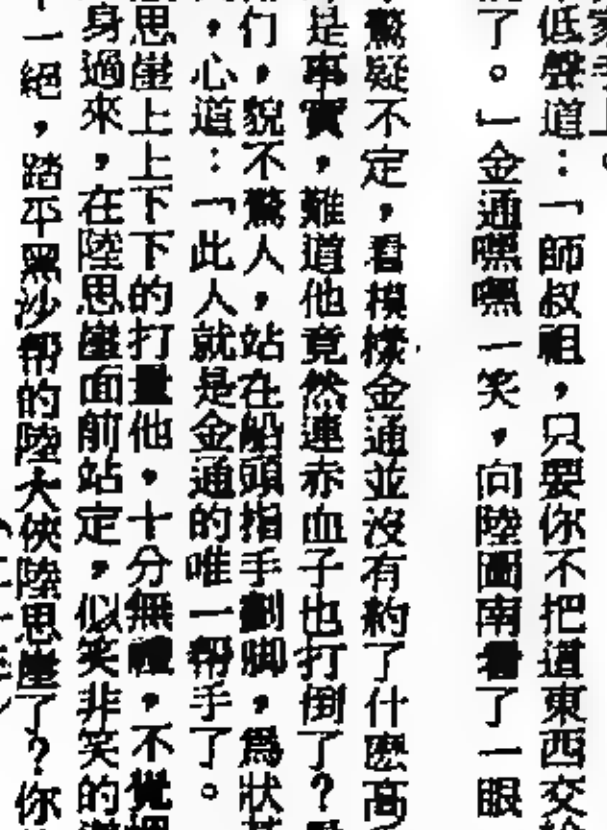 家手上。
低聲道：「師叔祖，只要你不把這東西交給
了。」金通嘿嘿一笑，向陸圖南看了一眼
驚疑不定，看模樣金通並沒有約了什麽高
是事實，難道他竟然連赤血子也打倒了？
們，貌不驚人，站在船頭指手劃脚，爲狀甚
，心道：「此人就是金通的唯一幫手了。
思崖上上下下的打量他，十分無禮，不覺
身過來，在陸思崖面前站定，似笑非笑的道
一絕，踏平黑沙幫的陸大俠陸思崖了？你